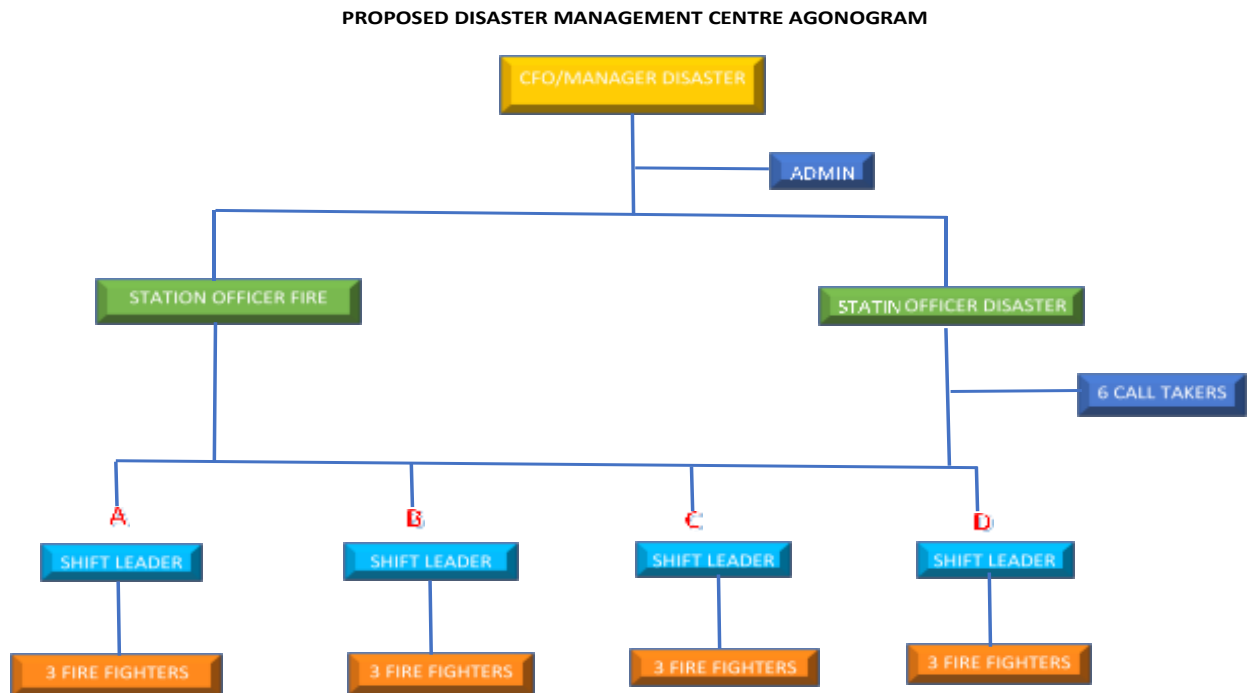 PROPOSED DISASTER MANAGEMENT CENTRE AGONOGRAM
CFO/MANAGER DISASTER
ADMIN
STATION OFFICER FIRE
STATIN OFFICER DISASTER
6 CALL TAKERS
A
B
C
D
SHIFT LEADER
SHIFT LEADER
SHIFT LEADER
SHIFT LEADER
3 FIRE FIGHTERS
3 FIRE FIGHTERS
3 FIRE FIGHTERS
3 FIRE FIGHTERS